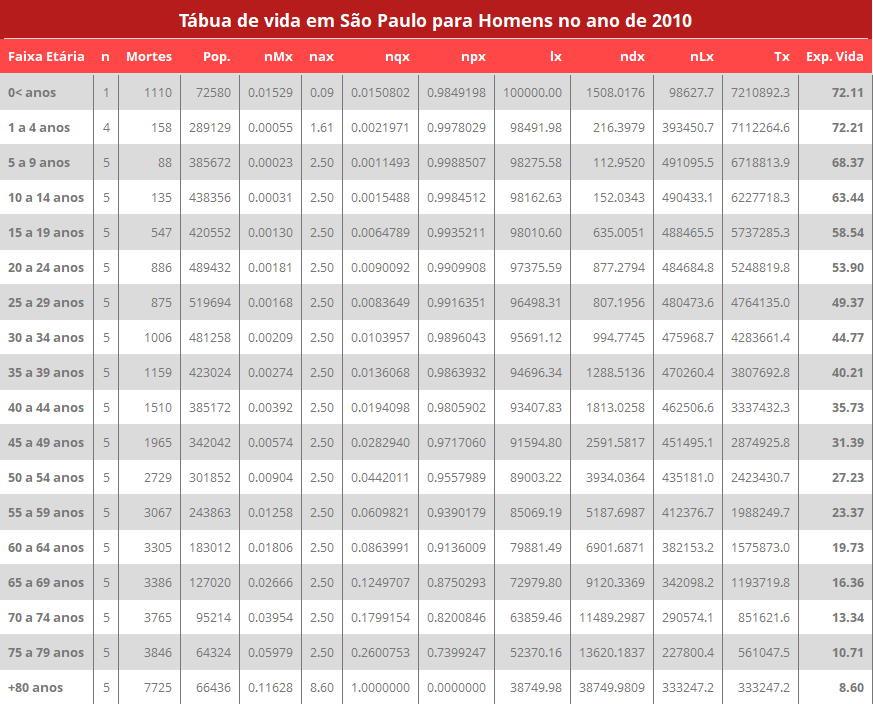 Tábua de vida em São Paulo para Homens no ano de 2010
Faixa Etária n Mortes Pop. nMx nax nqx npx lx ndx nLx Tx Exp. Vida
0< anos 1 1110 72580 0.01529 0.09 0.0150802 0.9849198 100000.00 1508.0176 98627.7 7210892.3 72.11
1 a 4 anos 4 158 289129 0.00055 1.61 0.0021971 0.9978029 98491.98 216.3979 393450.7 7112264.6 72.21
5 a 9 anos 5 88 385672 0.00023 2.50 0.0011493 0.9988507 98275.58 112.9520 491095.5 6718813.9 68.37
10 a 14 anos 5 135 438356 0.00031 2.50 0.0015488 0.9984512 98162.63 152.0343 490433.1 6227718.3 63.44
15 a 19 anos 5 547 420552 0.00130 2.50 0.0064789 0.9935211 98010.60 635.0051 488465.5 5737285.3 58.54
20 a 24 anos 5 886 489432 0.00181 2.50 0.0090092 0.9909908 97375.59 877.2794 484684.8 5248819.8 53.90
25 a 29 anos 5 875 519694 0.00168 2.50 0.0083649 0.9916351 96498.31 807.1956 480473.6 4764135.0 49.37
30 a 34 anos 5 1006 481258 0.00209 2.50 0.0103957 0.9896043 95691.12 994.7745 475968.7 4283661.4 44.77
35 a 39 anos 5 1159 423024 0.00274 2.50 0.0136068 0.9863932 94696.34 1288.5136 470260.4 3807692.8 40.21
40 a 44 anos 5 1510 385172 0.00392 2.50 0.0194098 0.9805902 93407.83 1813.0258 462506.6 3337432.3 35.73
45 a 49 anos 5 1965 342042 0.00574 2.50 0.0282940 0.9717060 91594.80 2591.5817 451495.1 2874925.8 31.39
50 a 54 anos 5 2729 301852 0.00904 2.50 0.0442011 0.9557989 89003.22 3934.0364 435181.0 2423430.7 27.23
55 a 59 anos 5 3067 243863 0.01258 2.50 0.0609821 0.9390179 85069.19 5187.6987 412376.7 1988249.7 23.37
60 a 64 anos 5 3305 183012 0.01806 2.50 0.0863991 0.9136009 79881.49 6901.6871 382153.2 1575873.0 19.73
65 a 69 anos 5 3386 127020 0.02666 2.50 0.1249707 0.8750293 72979.80 9120.3369 342098.2 1193719.8 16.36
70 a 74 anos 5 3765 95214 0.03954 2.50 0.1799154 0.8200846 63859.46 11489.2987 290574.1 851621.6 13.34
75 a 79 anos 5 3846 64324 0.05979 2.50 0.2600753 0.7399247 52370.16 13620.1837 227800.4 561047.5 10.71
+80 anos 5 7725 66436 0.11628 8.60 1.0000000 0.0000000 38749.98 38749.9809 333247.2 333247.2 8.60